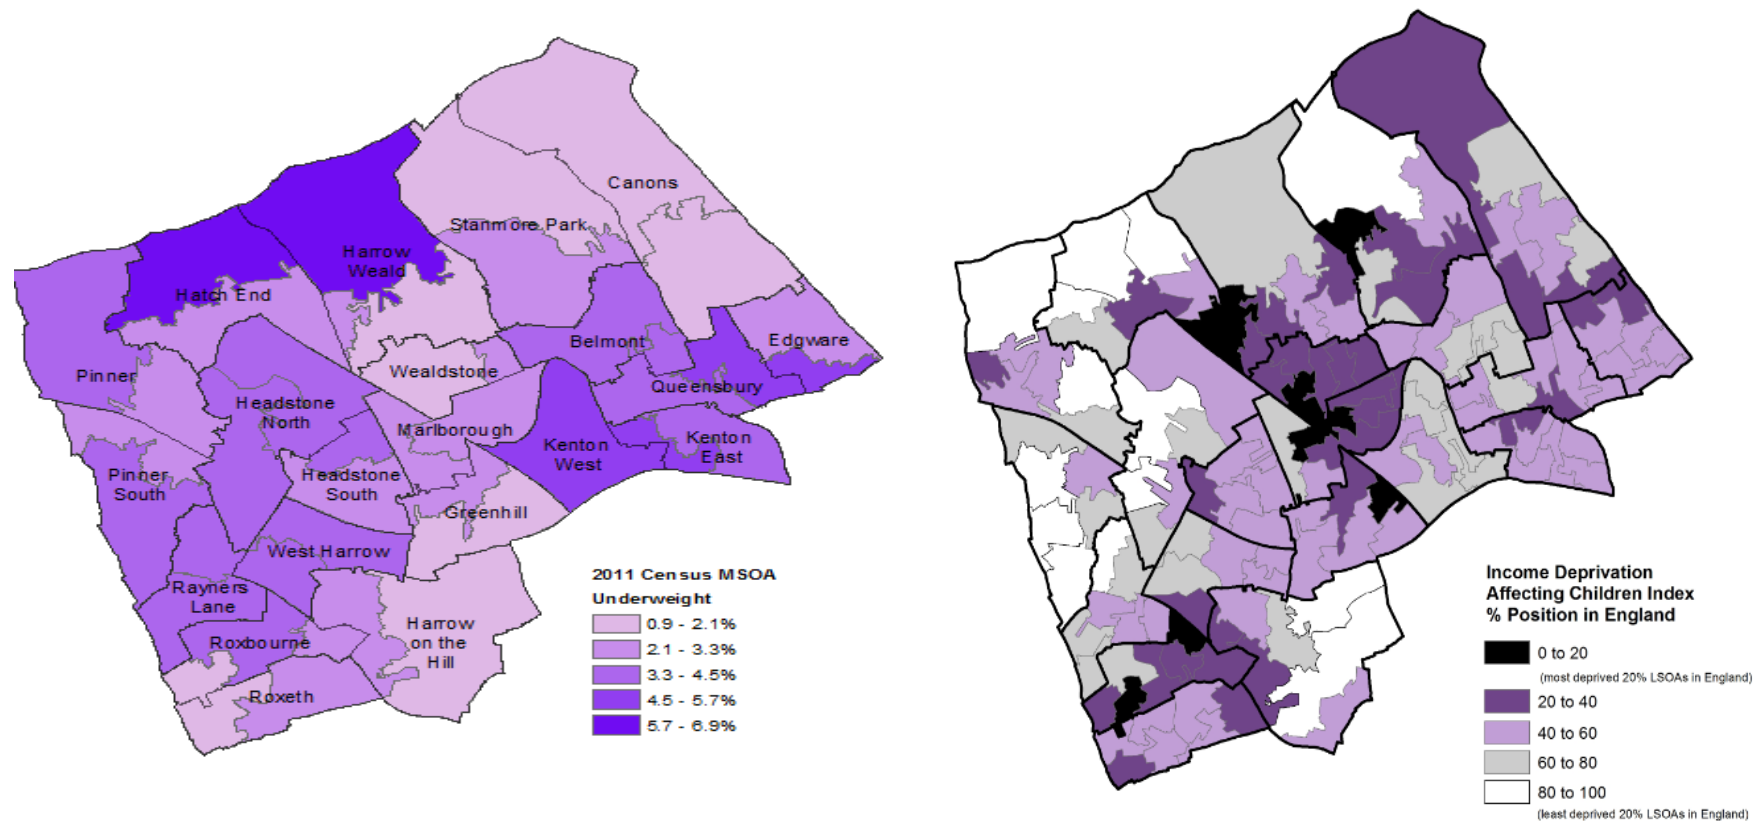 Canons
Stanmore Park
Harrow
Weald
Hatch End
Belmont
Edgware
Wealdstone
Pinner
Queensbury
Headstone
North
Marlborough
Kenton
West
Kenton
East
Pinner
South
Headstone
South
Greenhill
West Harrow
Rayners
Lane
Harrow
on the
Hill
Roxbourne
Roxeth
2011 Census MSOA
Underweight
0.9 - 2.1%
2.1 - 3.3%
3.3 - 4.5%
4.5 - 5.7%
5.7 - 6.9%
Income Deprivation
Affecting Children Index
% Position in England
0 to 20
(most deprived 20% LSOAs in England)
20 to 40
40 to 60
60 to 80
80 to 100
(least deprived 20% LSOAs in England)